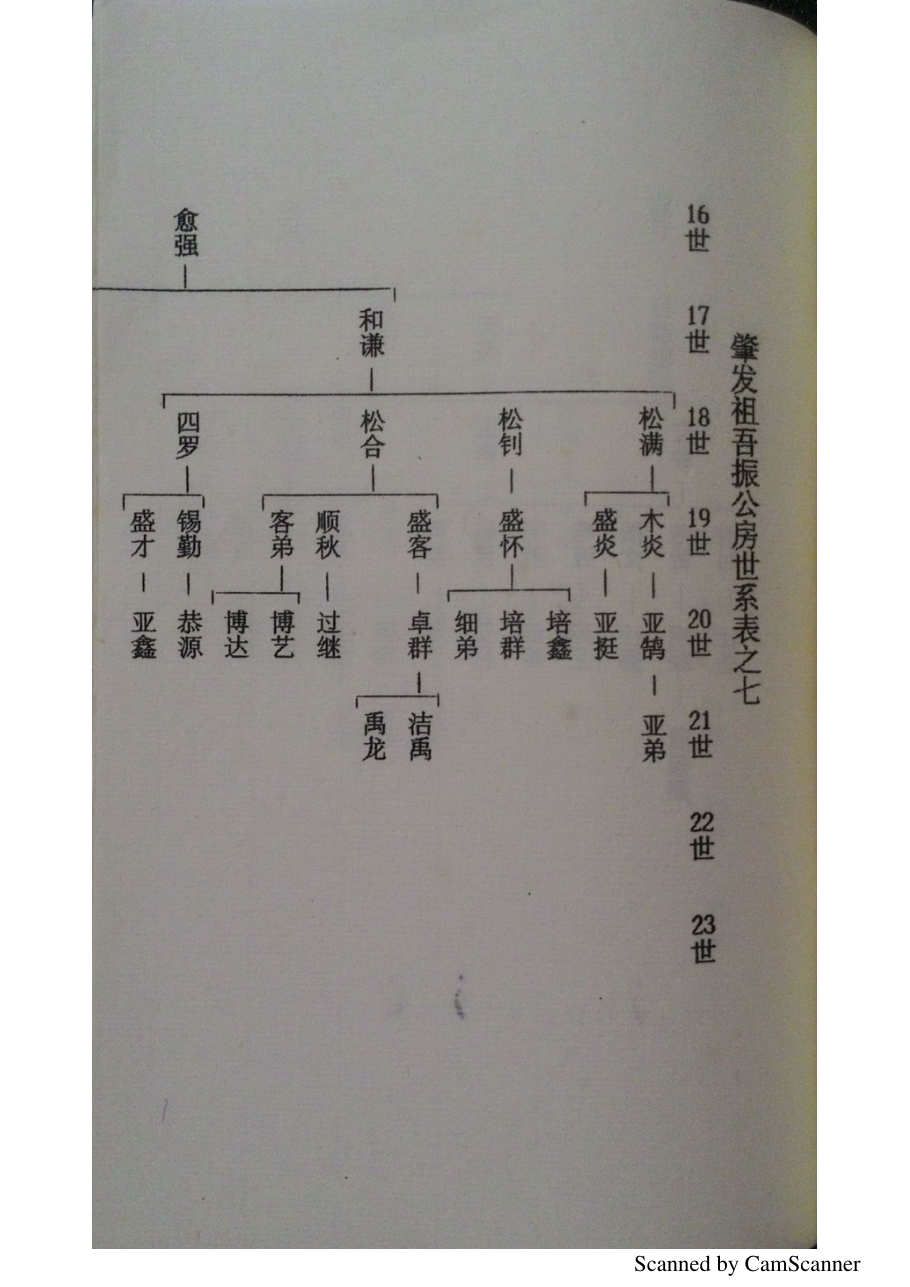 肇发祖吾振公房世系表之七
16世
17世
18世
19世
20世
21世
22世
23世
愈强
和谦
松满
松钊
松合
四罗
木炎
盛炎
盛怀
盛客
顺秋
客弟
锡勤
盛才
亚鹄
亚挺
培鑫
培群
细弟
卓群
过继
博艺
博达
恭源
亚鑫
亚弟
洁禹
禹龙
Scanned by CamScanner